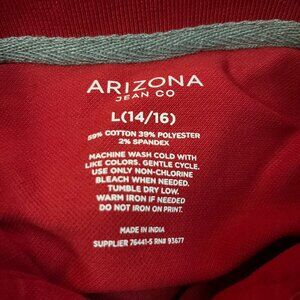 ARIZONA
JEAN CO
L(14/16)
59% COTTON 39% POLYESTER
2% SPANDEX
MACHINE WASH COLD WITH
LIKE COLORS. GENTLE CYCLE.
USE ONLY NON-CHLORINE
BLEACH WHEN NEEDED.
TUMBLE DRY LOW.
WARM IRON IF NEEDED
DO NOT IRON ON PRINT.
MADE IN INDIA
SUPPLIER 76441-5 RN# 93677